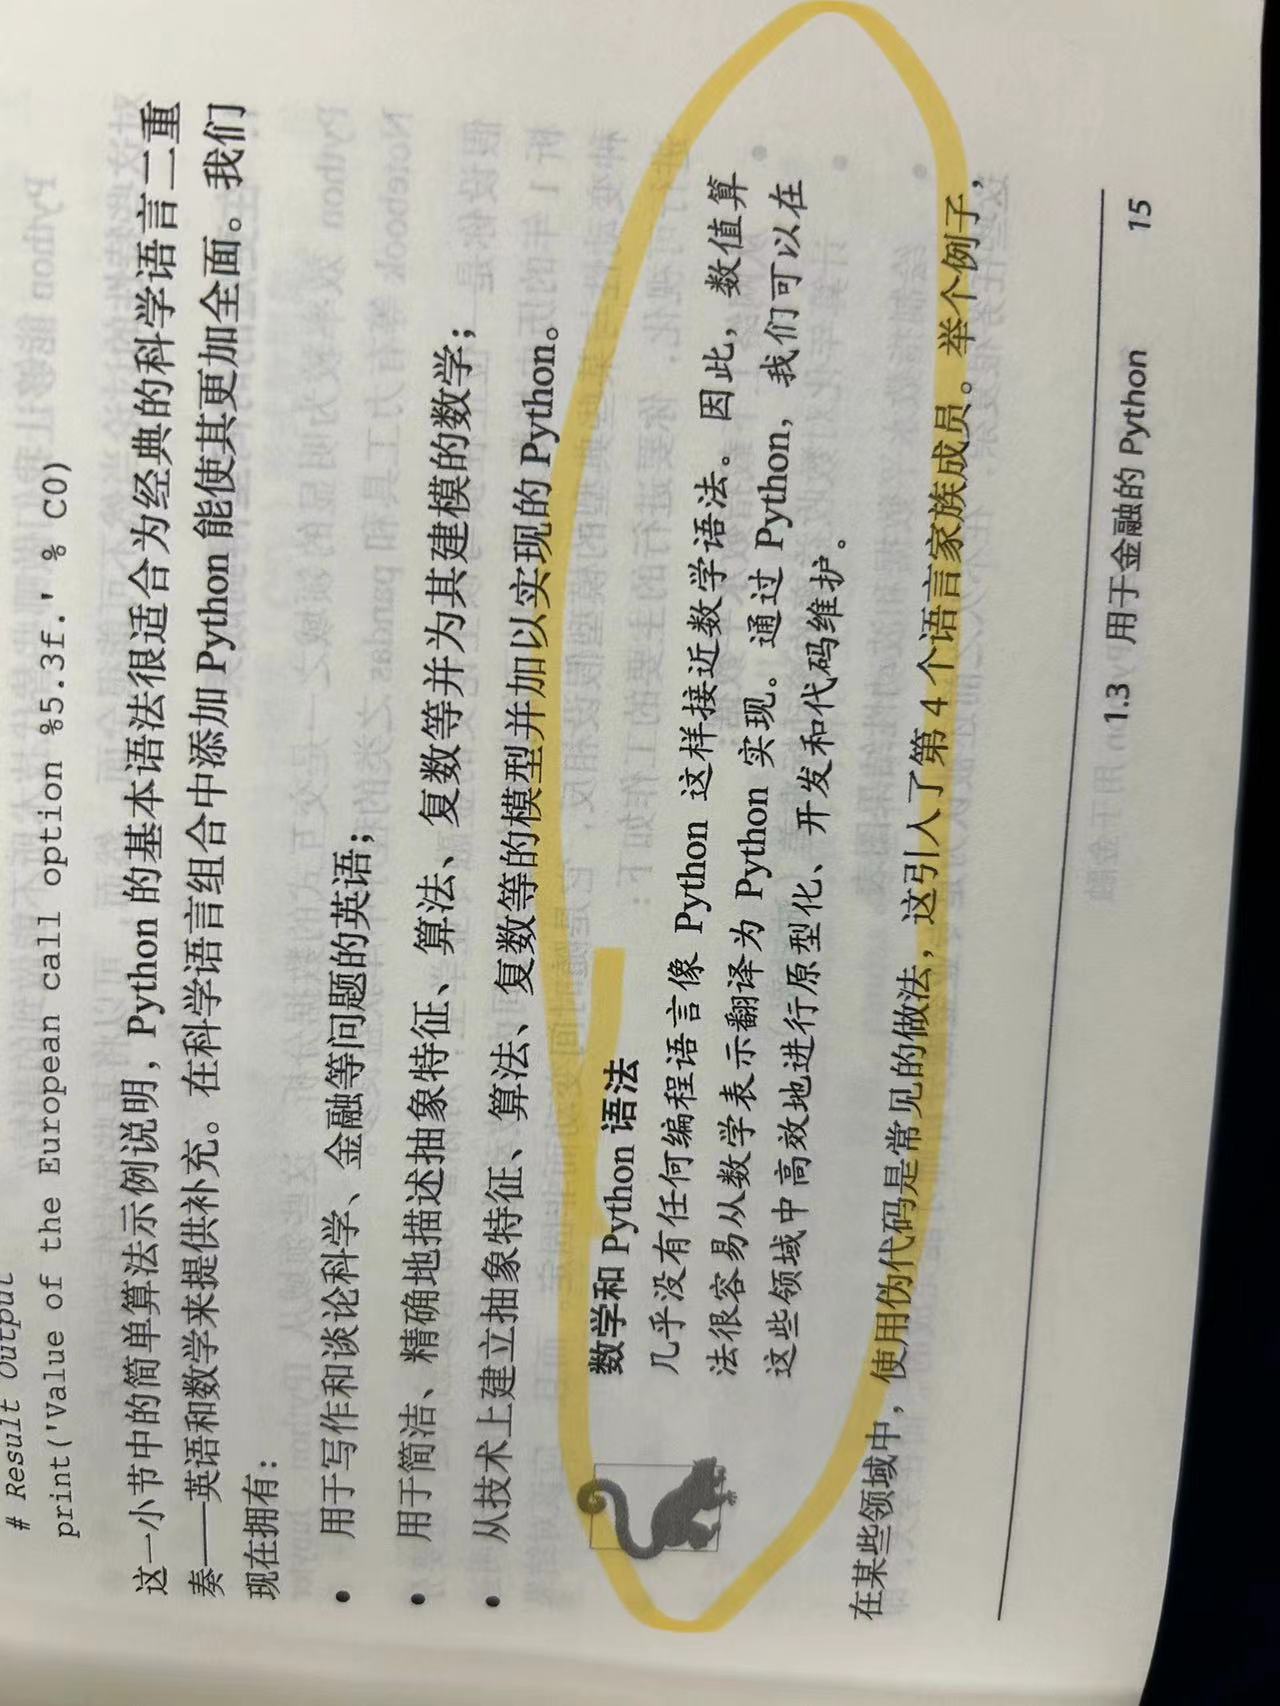 # Result Output
print('Value of the European call option %5.3f.' % C0)
这一小节中的简单算法示例说明，Python 的基本语法很适合为经典的科学语言二重
奏——英语和数学来提供补充。在科学语言组合中添加 Python 能使其更加全面。我们
现在拥有：
• 用于写作和谈论科学、金融等问题的英语；
• 用于简洁、精确地描述抽象特征、算法、复数等并为其建模的数学；
• 从技术上建立抽象特征、算法、复数等的模型并加以实现的 Python。
数学和 Python 语法
几乎没有任何编程语言像 Python 这样接近数学语法。因此，数值算
法很容易从数学表示翻译为 Python 实现。通过 Python，我们可以在
这些领域中高效地进行原型化、开发和代码维护。
在某些领域中，使用伪代码是常见的做法，这引入了第 4 个语言家族成员。举个例子，
1.3 用于金融的 Python 15